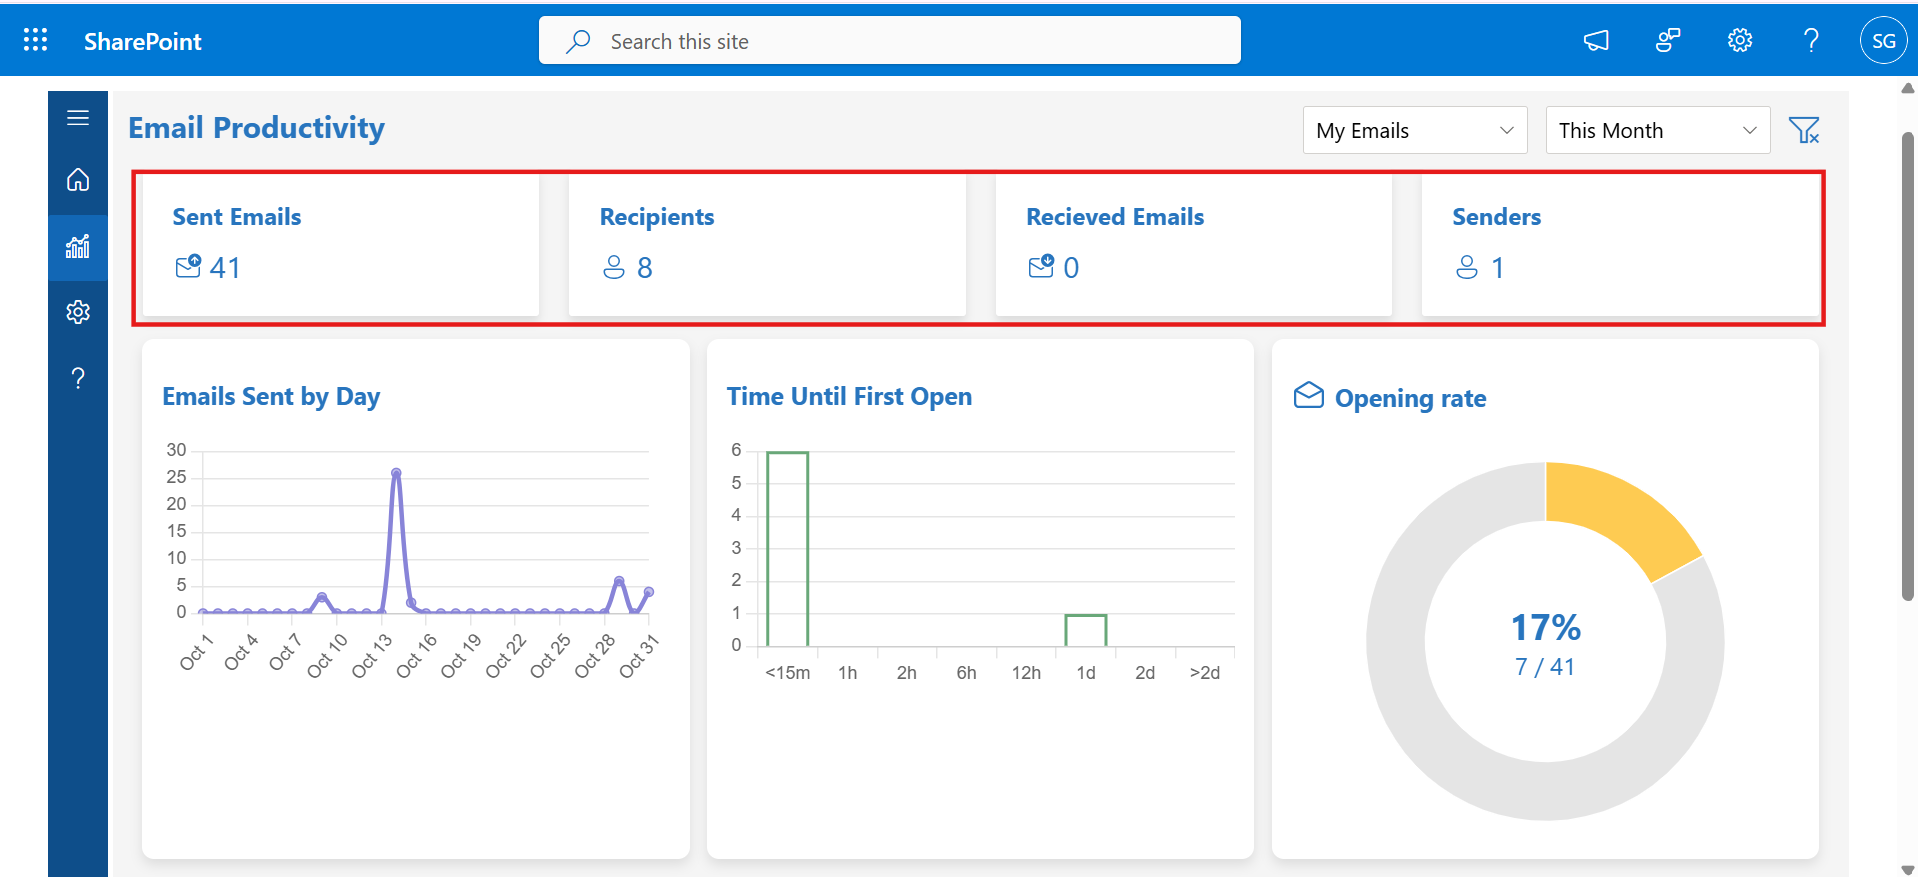 SharePoint
Search this site
SG
Email Productivity
My Emails
This Month
Sent Emails
41
Recipients
8
Recieved Emails
0
Senders
1
Emails Sent by Day
30
25
20
15
10
5
0
Oct 1
Oct 4
Oct 7
Oct 10
Oct 13
Oct 16
Oct 19
Oct 22
Oct 25
Oct 28
Oct 31
Time Until First Open
6
5
4
3
2
1
0
<15m
1h
2h
6h
12h
1d
2d
>2d
Opening rate
17%
7 / 41